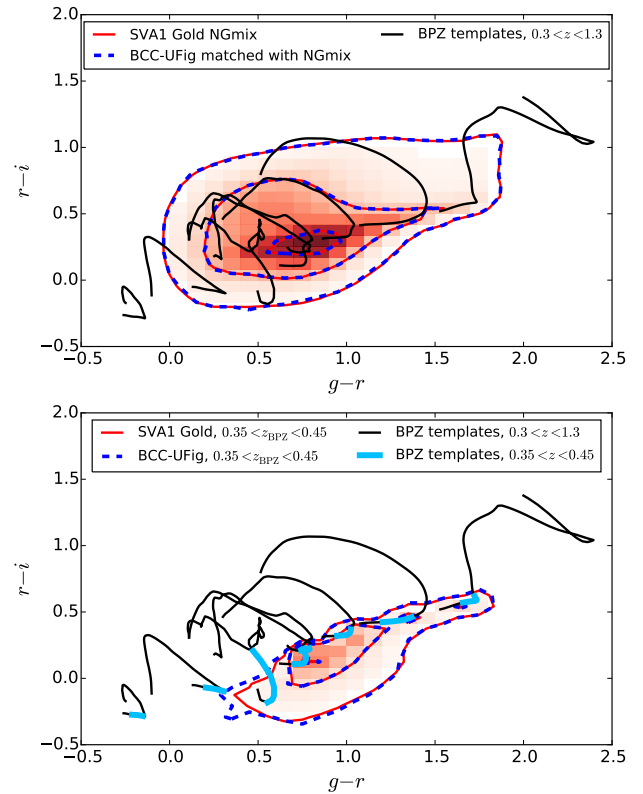 SVA1 Gold NGmix
BCC-UFig matched with NGmix
BPZ templates, 0.3 < z < 1.3
2.0
1.5
1.0
0.5
0.0
−0.5
r−i
−0.5 0.0 0.5 1.0 1.5 2.0 2.5
g−r
SVA1 Gold, 0.35 < z_BPZ < 0.45
BCC-UFig, 0.35 < z_BPZ < 0.45
BPZ templates, 0.3 < z < 1.3
BPZ templates, 0.35 < z < 0.45
2.0
1.5
1.0
0.5
0.0
−0.5
r−i
−0.5 0.0 0.5 1.0 1.5 2.0 2.5
g−r